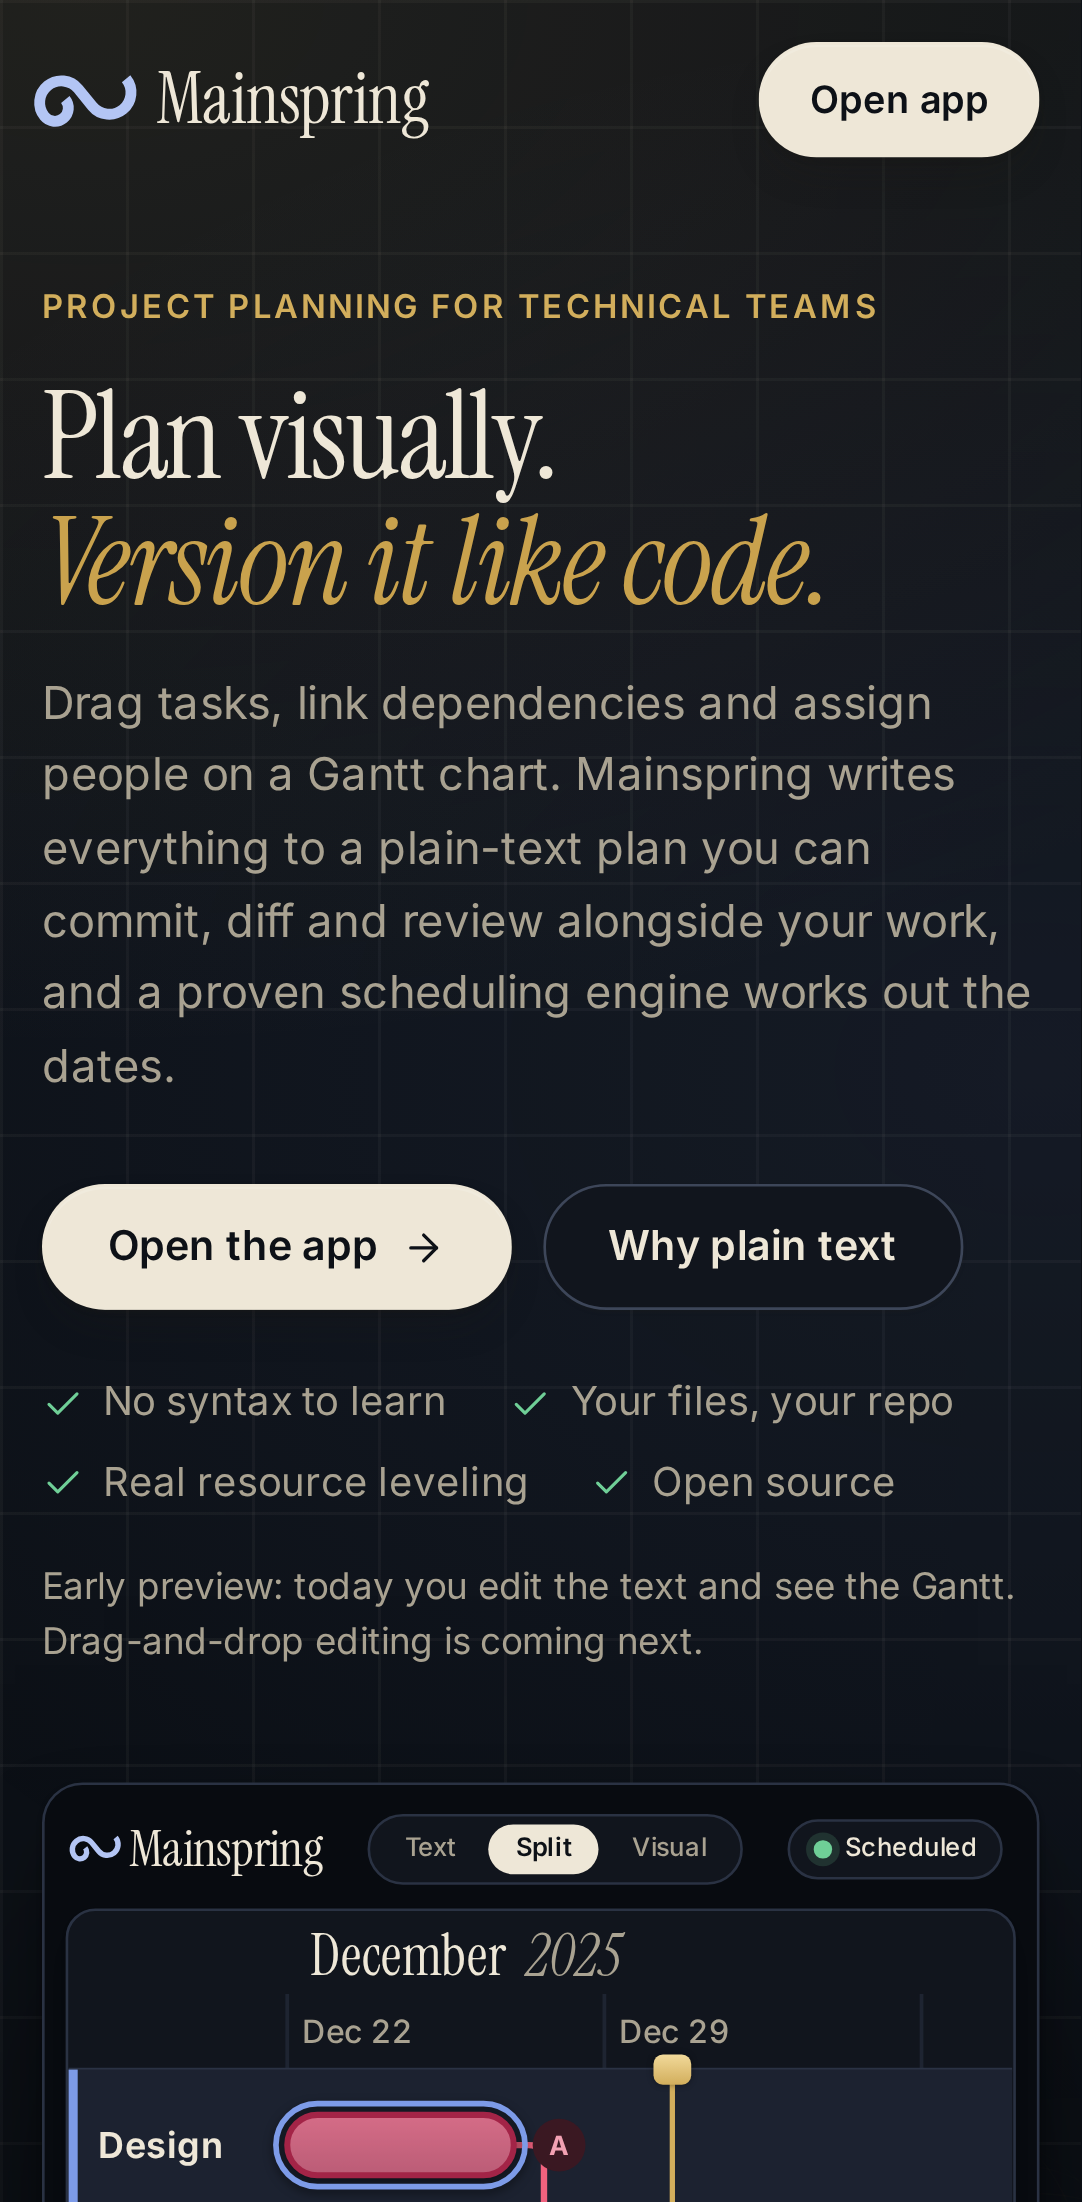 Mainspring
Open app
PROJECT PLANNING FOR TECHNICAL TEAMS
Plan visually.
Version it like code.
Drag tasks, link dependencies and assign
people on a Gantt chart. Mainspring writes
everything to a plain-text plan you can
commit, diff and review alongside your work,
and a proven scheduling engine works out the
dates.
Open the app →
Why plain text
No syntax to learn
Your files, your repo
Real resource leveling
Open source
Early preview: today you edit the text and see the Gantt.
Drag-and-drop editing is coming next.
Mainspring
Text
Split
Visual
Scheduled
December 2025
Dec 22
Dec 29
Design
A